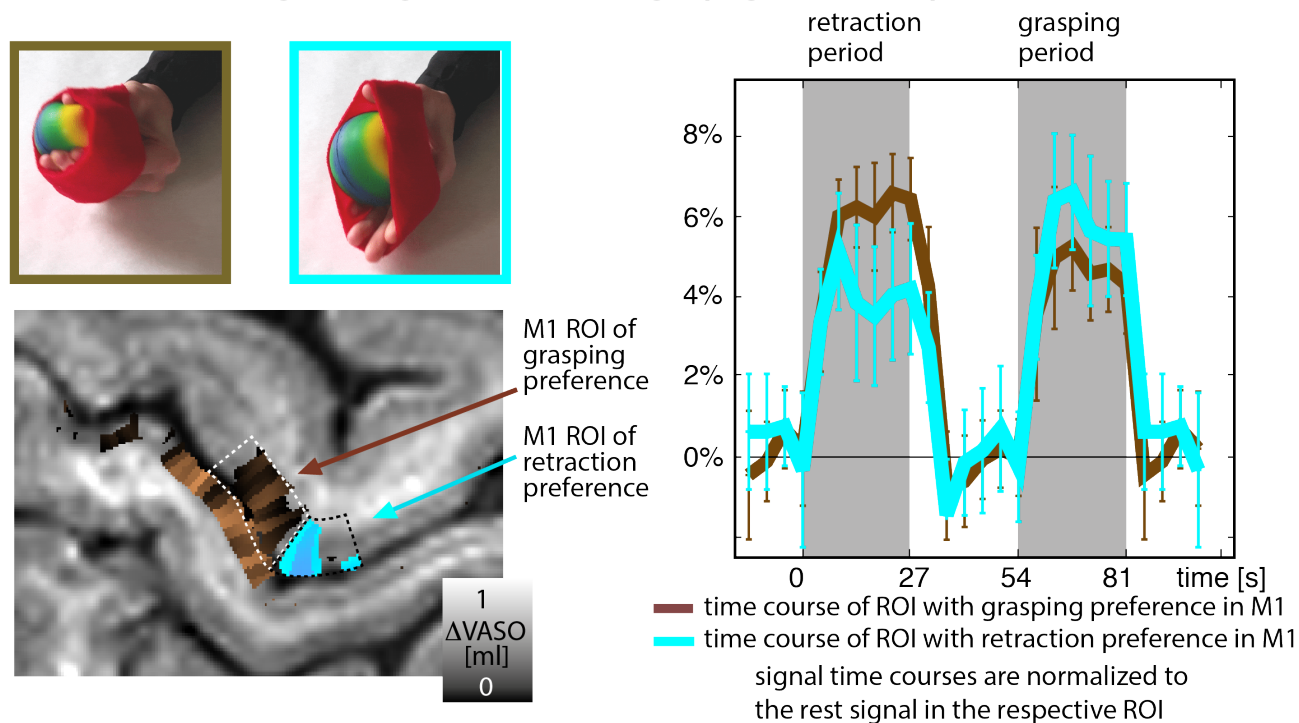 retraction
period
grasping
period
8%
6%
4%
2%
0%
0
27
54
81
time [s]
M1 ROI of
grasping
preference
M1 ROI of
retraction
preference
1
ΔVASO
[ml]
0
time course of ROI with grasping preference in M1
time course of ROI with retraction preference in M1
signal time courses are normalized to
the rest signal in the respective ROI